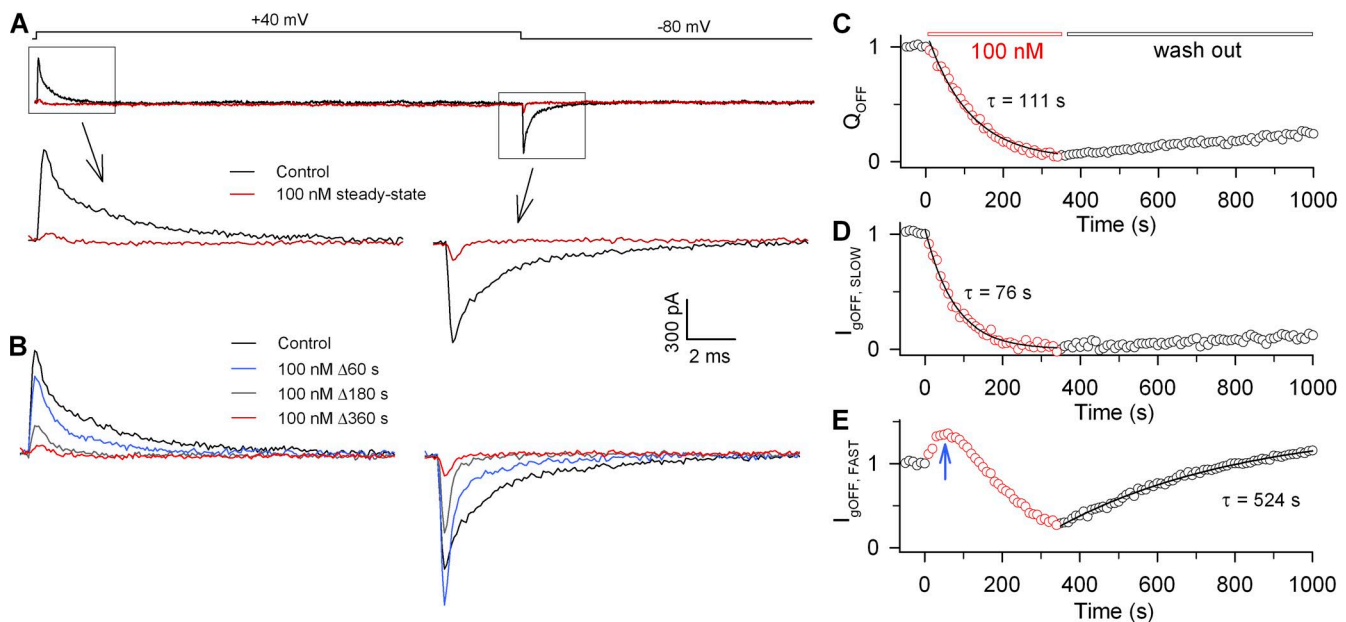 A
+40 mV
-80 mV
Control
100 nM steady-state
300 pA
2 ms
B
Control
100 nM Δ60 s
100 nM Δ180 s
100 nM Δ360 s
C
100 nM
wash out
QOFF
1
0
τ = 111 s
0 200 400 600 800 1000
Time (s)
D
IgOFF, SLOW
1
0
τ = 76 s
0 200 400 600 800 1000
Time (s)
E
IgOFF, FAST
1
0
τ = 524 s
0 200 400 600 800 1000
Time (s)